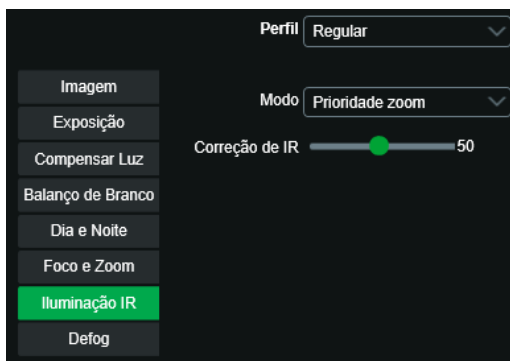 Perfil Regular
Imagem
Modo Prioridade zoom
Exposição
Correção de IR 50
Compensar Luz
Balanço de Branco
Dia e Noite
Foco e Zoom
Iluminação IR
Defog